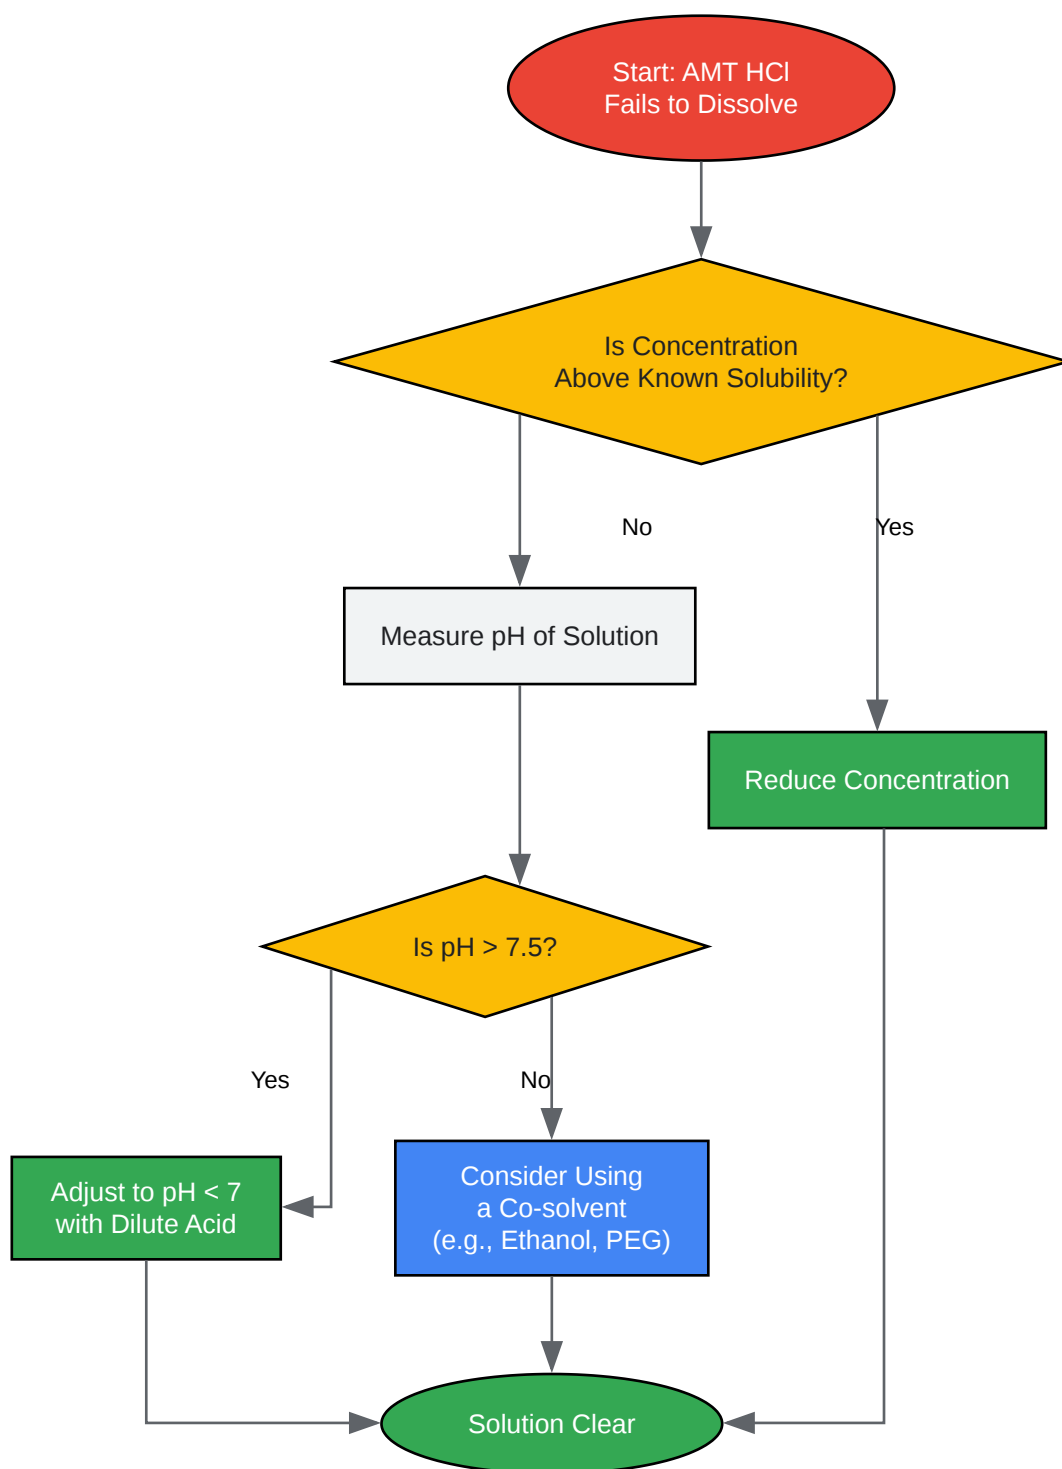 Start: AMT HCl
Fails to Dissolve
Is Concentration
Above Known Solubility?
No
Yes
Measure pH of Solution
Reduce Concentration
Is pH > 7.5?
Yes
No
Adjust to pH < 7
with Dilute Acid
Consider Using
a Co-solvent
(e.g., Ethanol, PEG)
Solution Clear